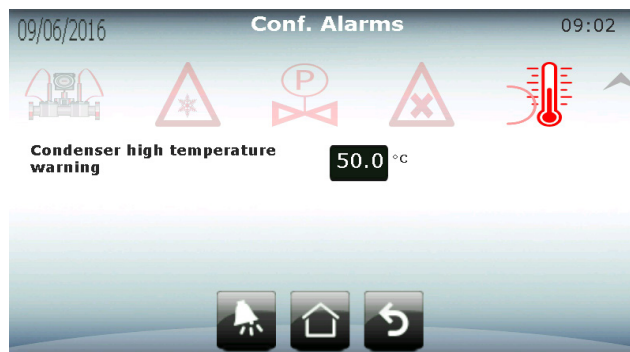 09/06/2016 Conf. Alarms 09:02
P
Condenser high temperature
warning 50.0 °C